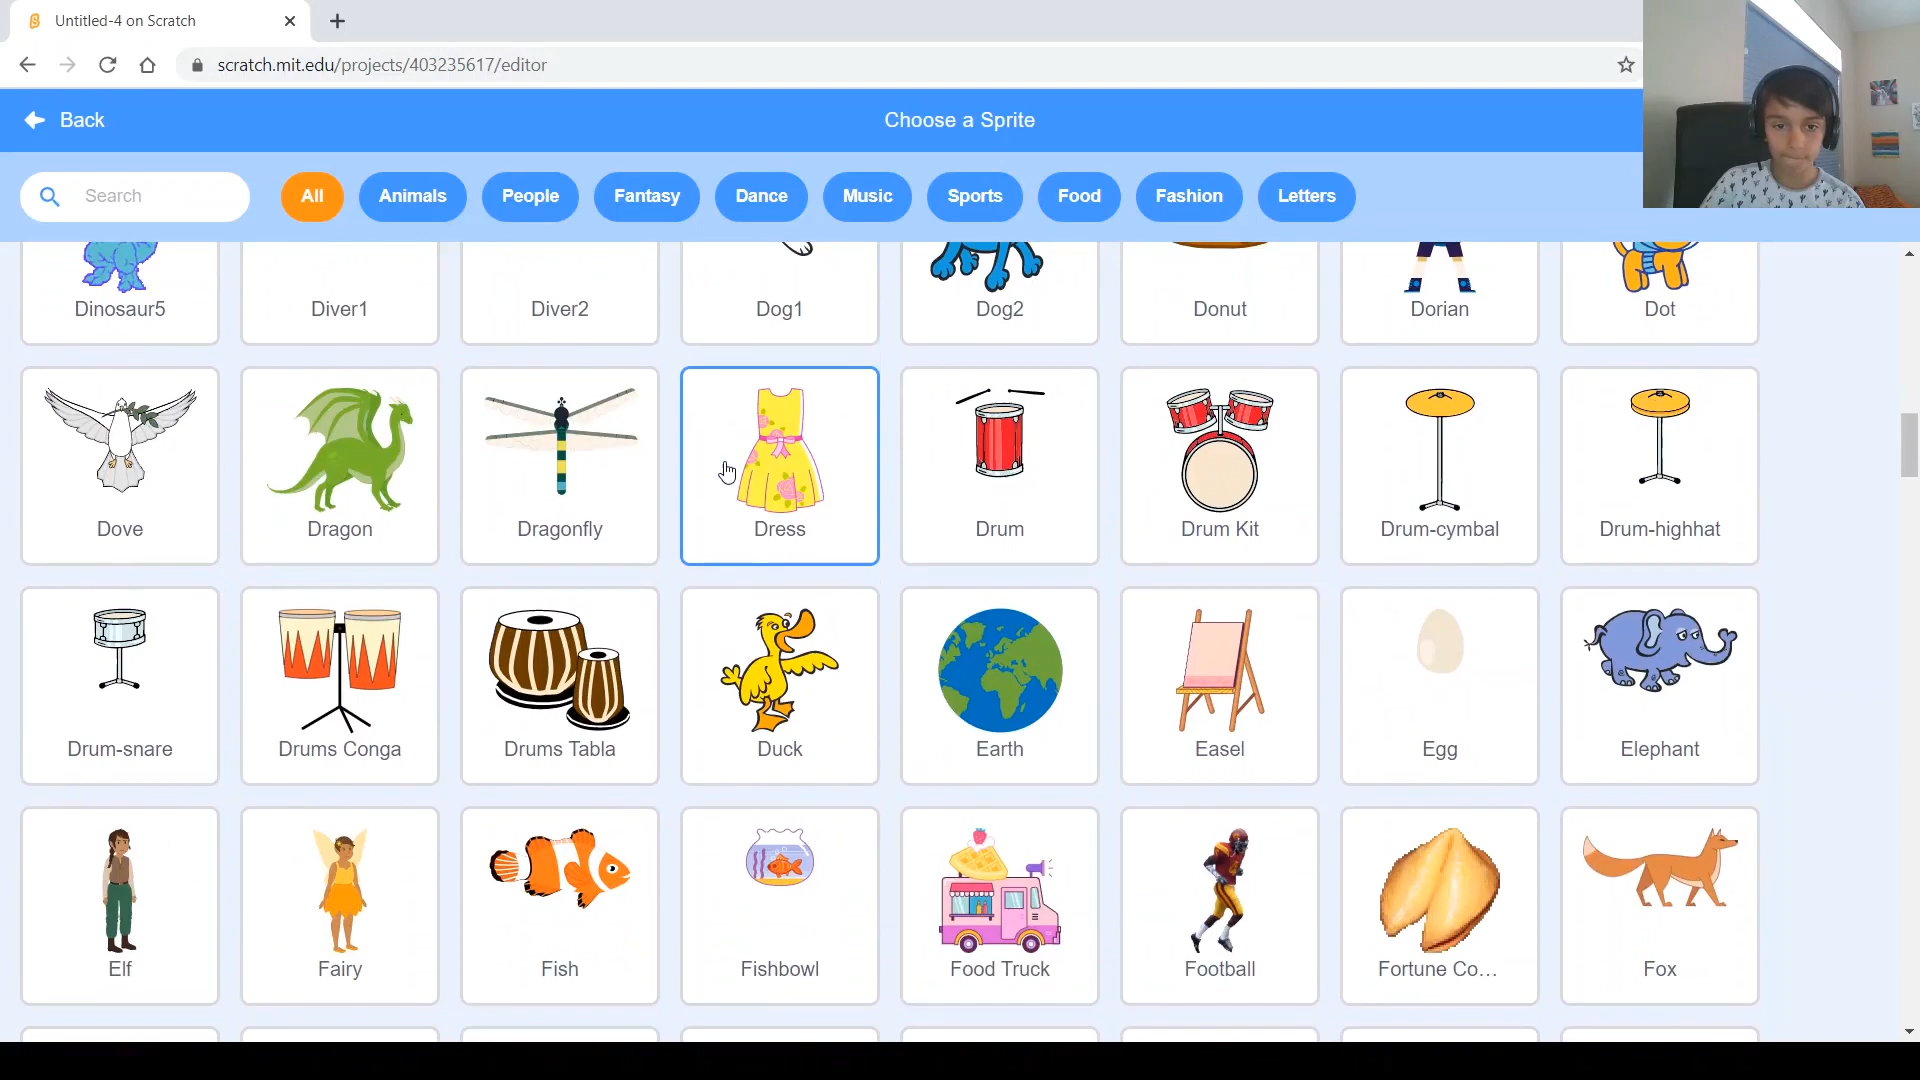 Untitled-4 on Scratch
scratch.mit.edu/projects/403235617/editor
Back
Choose a Sprite
Search
All
Animals
People
Fantasy
Dance
Music
Sports
Food
Fashion
Letters
Dinosaur5
Diver1
Diver2
Dog1
Dog2
Donut
Dorian
Dot
Dove
Dragon
Dragonfly
Dress
Drum
Drum Kit
Drum-cymbal
Drum-highhat
Drum-snare
Drums Conga
Drums Tabla
Duck
Earth
Easel
Egg
Elephant
Elf
Fairy
Fish
Fishbowl
Food Truck
Football
Fortune Co...
Fox